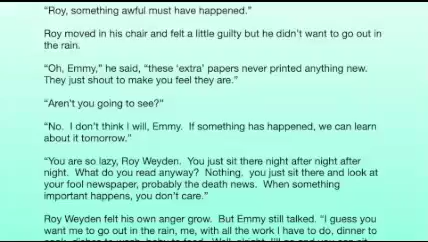 “Roy, something awful must have happened.”
Roy moved in his chair and felt a little guilty but he didn’t want to go out in
the rain.
“Oh, Emmy,” he said, “these ‘extra’ papers never printed anything new.
They just shout to make you feel they are.”
“Aren’t you going to see?”
“No.  I don’t think I will, Emmy.  If something has happened, we can learn
about it tomorrow.”
“You are so lazy, Roy Weyden.  You just sit there night after night after
night.  What do you read anyway?  Nothing.  you just sit there and look at
your fool newspaper, probably the death news.  When something
important happens, you don’t care.”
Roy Weyden felt his own anger grow.  But Emmy still talked. “I guess you
want me to go out in the rain, me, with all the work I have to do, dinner to